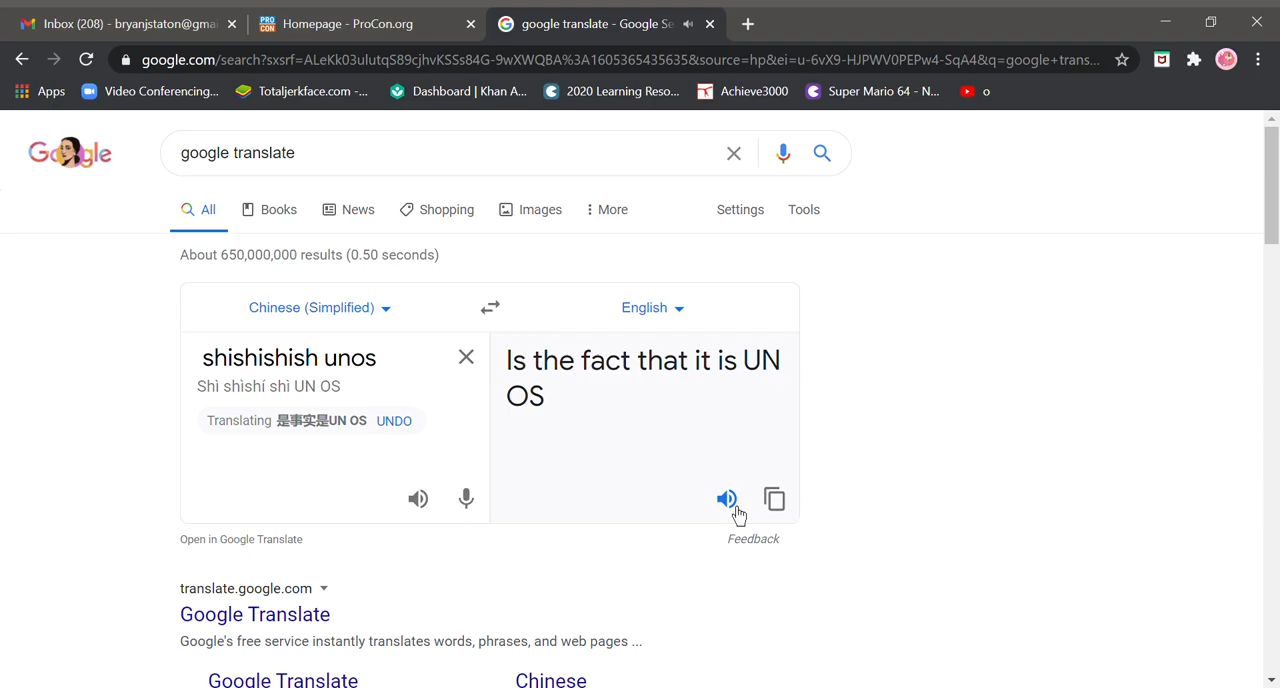 Inbox (208) - bryanjstaton@gmai
Homepage - ProCon.org
google translate - Google Se
google.com/search?sxsrf=ALeKk03ulutqS89cjhvKSSs84G-9wXWQBA%3A1605365435635&source=hp&ei=u-6vX9-HJPWV0PEPw4-SqA4&q=google+trans...
Apps
Video Conferencing...
Totaljerkface.com -...
Dashboard | Khan A...
2020 Learning Reso...
Achieve3000
Super Mario 64 - N...
o
Google
google translate
All
Books
News
Shopping
Images
More
Settings
Tools
About 650,000,000 results (0.50 seconds)
Chinese (Simplified)
English
shishishish unos
Shì shìshí shì UN OS
Translating 是事实是UN OS UNDO
Is the fact that it is UN
OS
Open in Google Translate
Feedback
translate.google.com
Google Translate
Google's free service instantly translates words, phrases, and web pages ...
Google Translate
Chinese